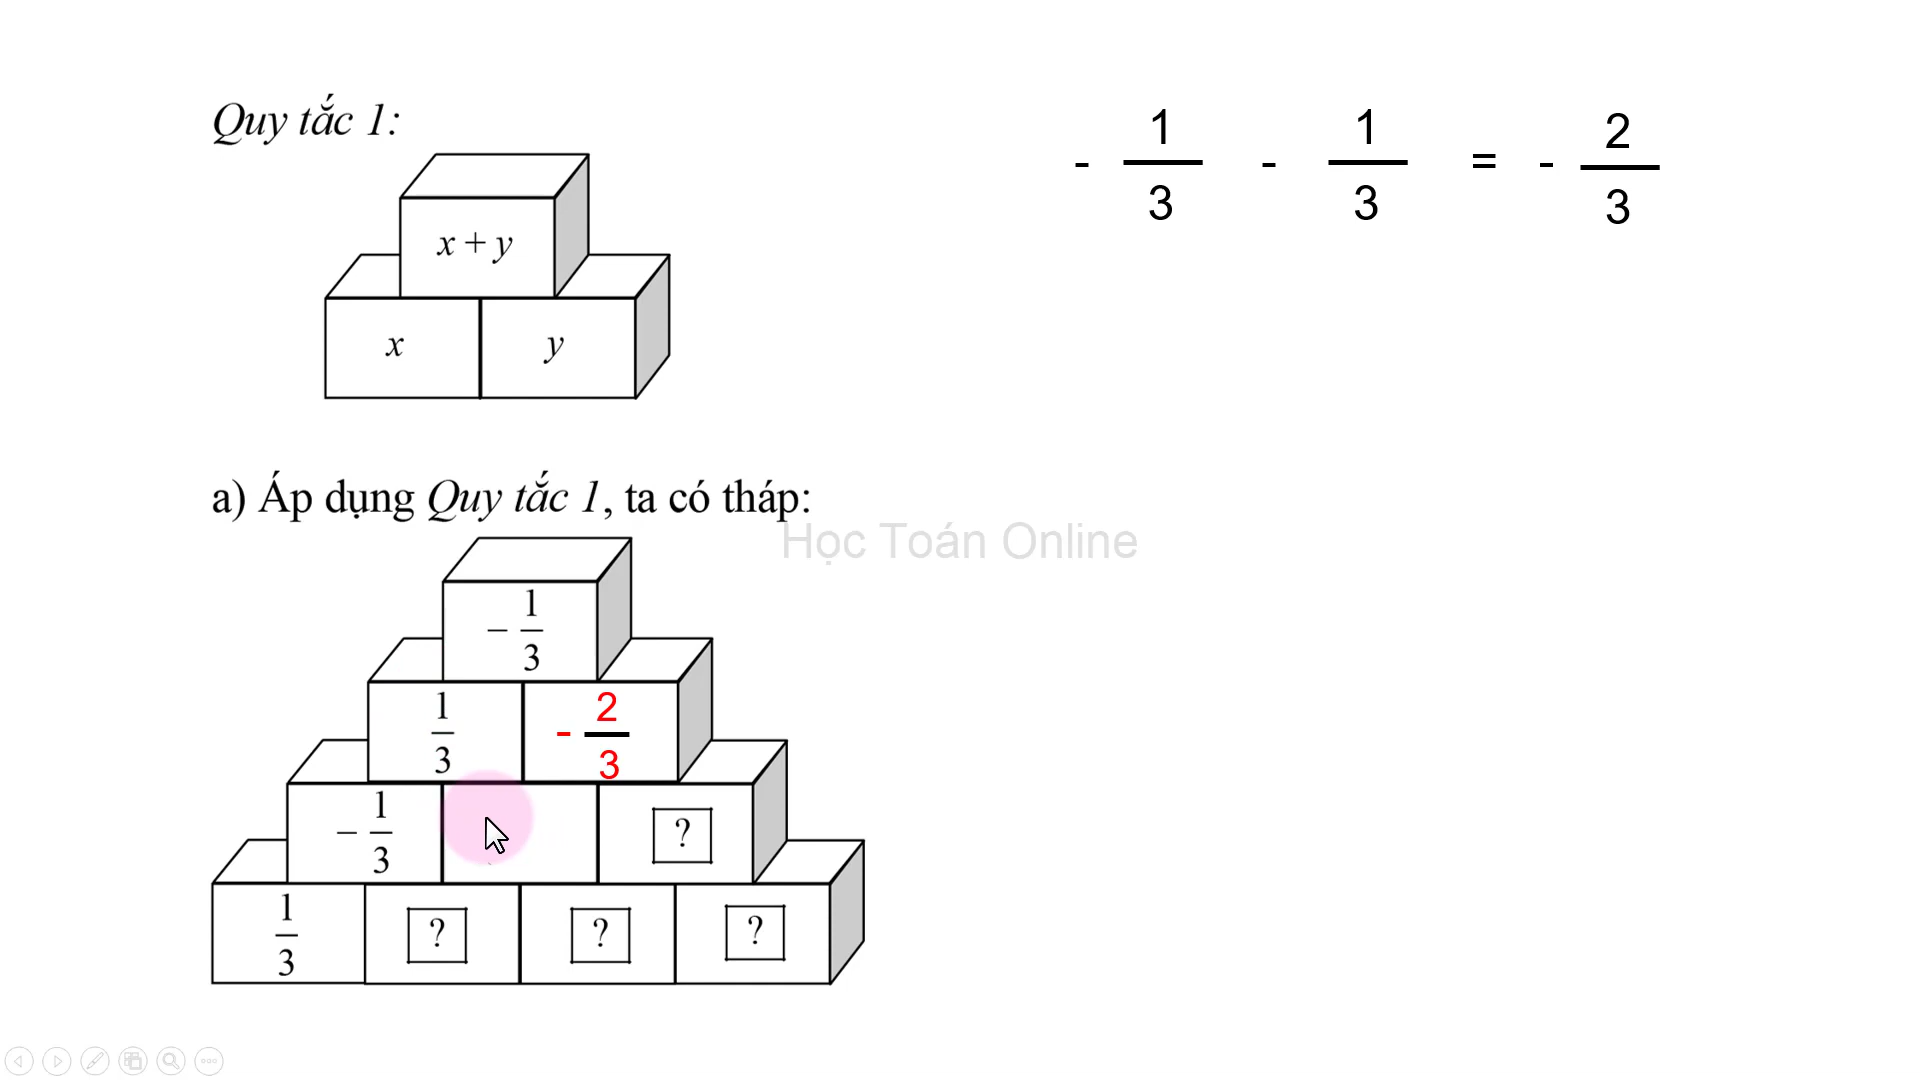 Quy tắc 1:
- 1/3 - 1/3 = - 2/3
x + y
x y
a) Áp dụng Quy tắc 1, ta có tháp:
Học Toán Online
− 1/3
1/3 - 2/3
− 1/3 ?
1/3 ? ? ?